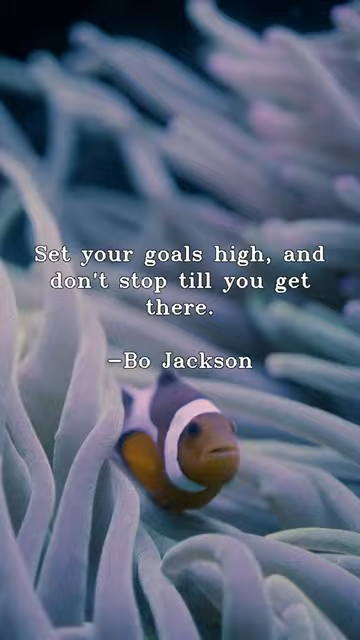 Set your goals high, and
don't stop till you get
there.
—Bo Jackson